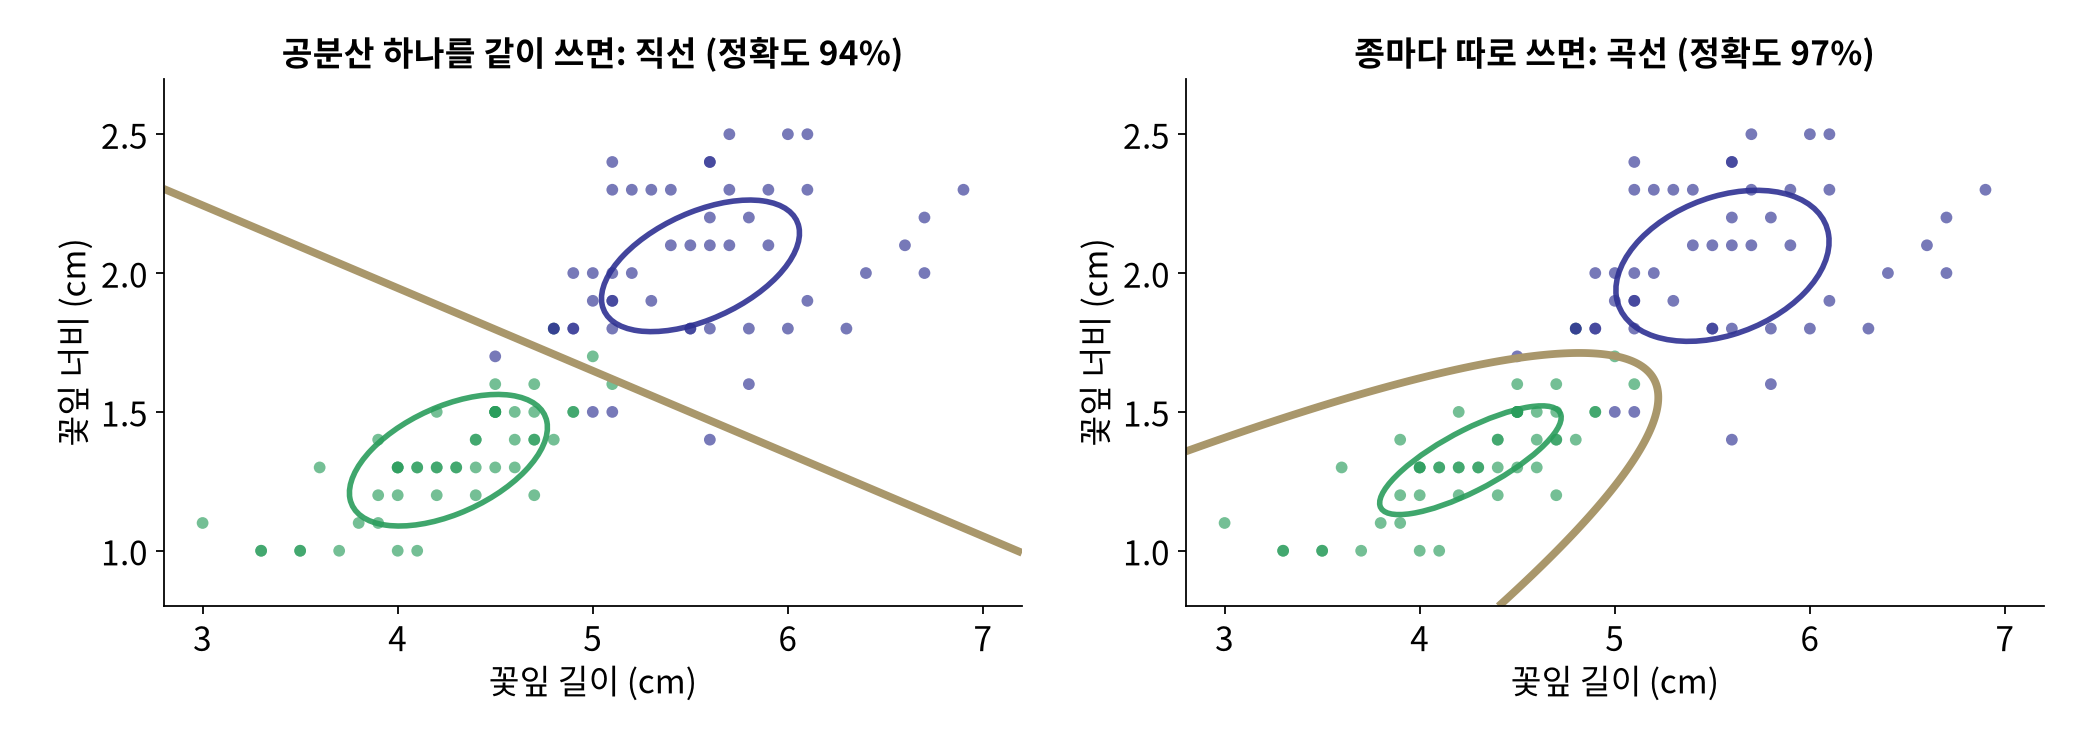 공분산 하나를 같이 쓰면: 직선 (정확도 94%)
2.5
2.0
1.5
1.0
꽃잎 너비 (cm)
3 4 5 6 7
꽃잎 길이 (cm)
종마다 따로 쓰면: 곡선 (정확도 97%)
2.5
2.0
1.5
1.0
꽃잎 너비 (cm)
3 4 5 6 7
꽃잎 길이 (cm)